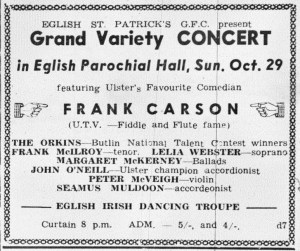 EGLISH ST. PATRICK'S G.F.C. present
Grand Variety CONCERT
in Eglish Parochial Hall, Sun. Oct. 29
featuring Ulster's Favourite Comedian
FRANK CARSON
(U.T.V. —Fiddle and Flute fame)
THE ORKINS—Butlin National Talent Contest winners
FRANK McILROY—tenor. LELIA WEBSTER—soprano
MARGARET McKERNEY—Ballads
JOHN O'NEILL—Ulster champion accordionist
PETER McVEIGH—violin
SEAMUS MULDOON—accordeonist
EGLISH IRISH DANCING TROUPE
Curtain 8 p.m. ADM. — 5/-, and 4/-. d7